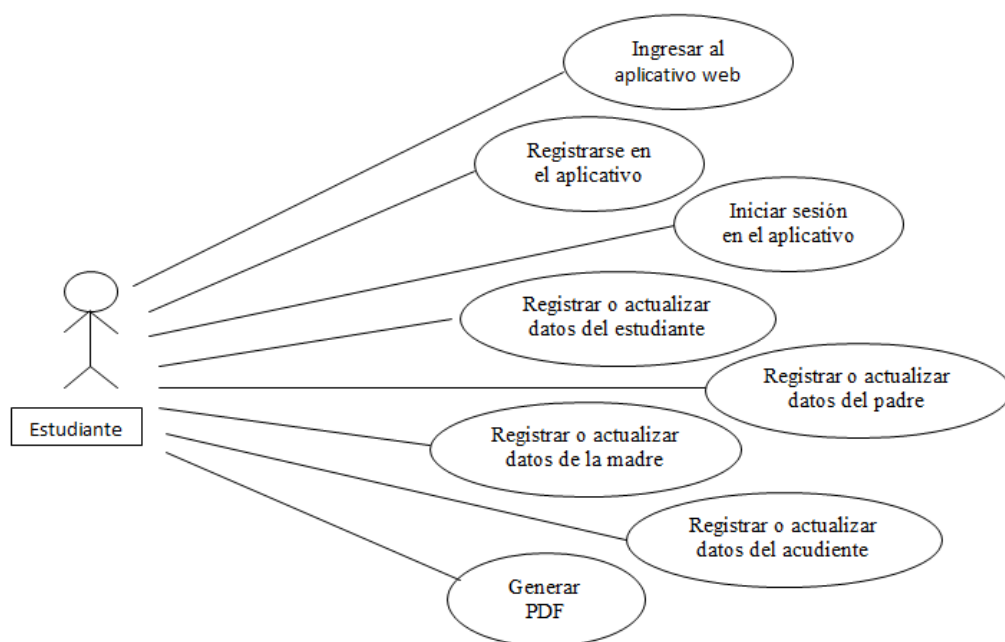 Ingresar al
aplicativo web
Registrarse en
el aplicativo
Iniciar sesión
en el aplicativo
Registrar o actualizar
datos del estudiante
Registrar o actualizar
datos del padre
Estudiante
Registrar o actualizar
datos de la madre
Registrar o actualizar
datos del acudiente
Generar
PDF